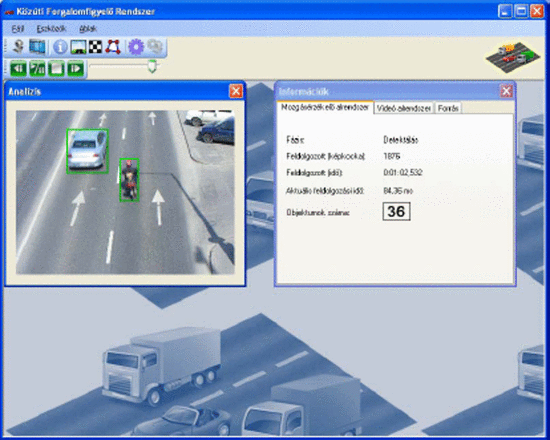 Közúti Forgalomfigyelő Rendszer
Fájl Eszközök Ablak
Analízis
Információk
Mozgásérzékelő alrendszer Videó alrendszer Forrás
Fázis: Detektálás
Feldolgozott (képkocka): 1876
Feldolgozott (idő): 0:01:02,532
Aktuális feldolgozási idő: 84,36 ms
Objektumok száma: 36